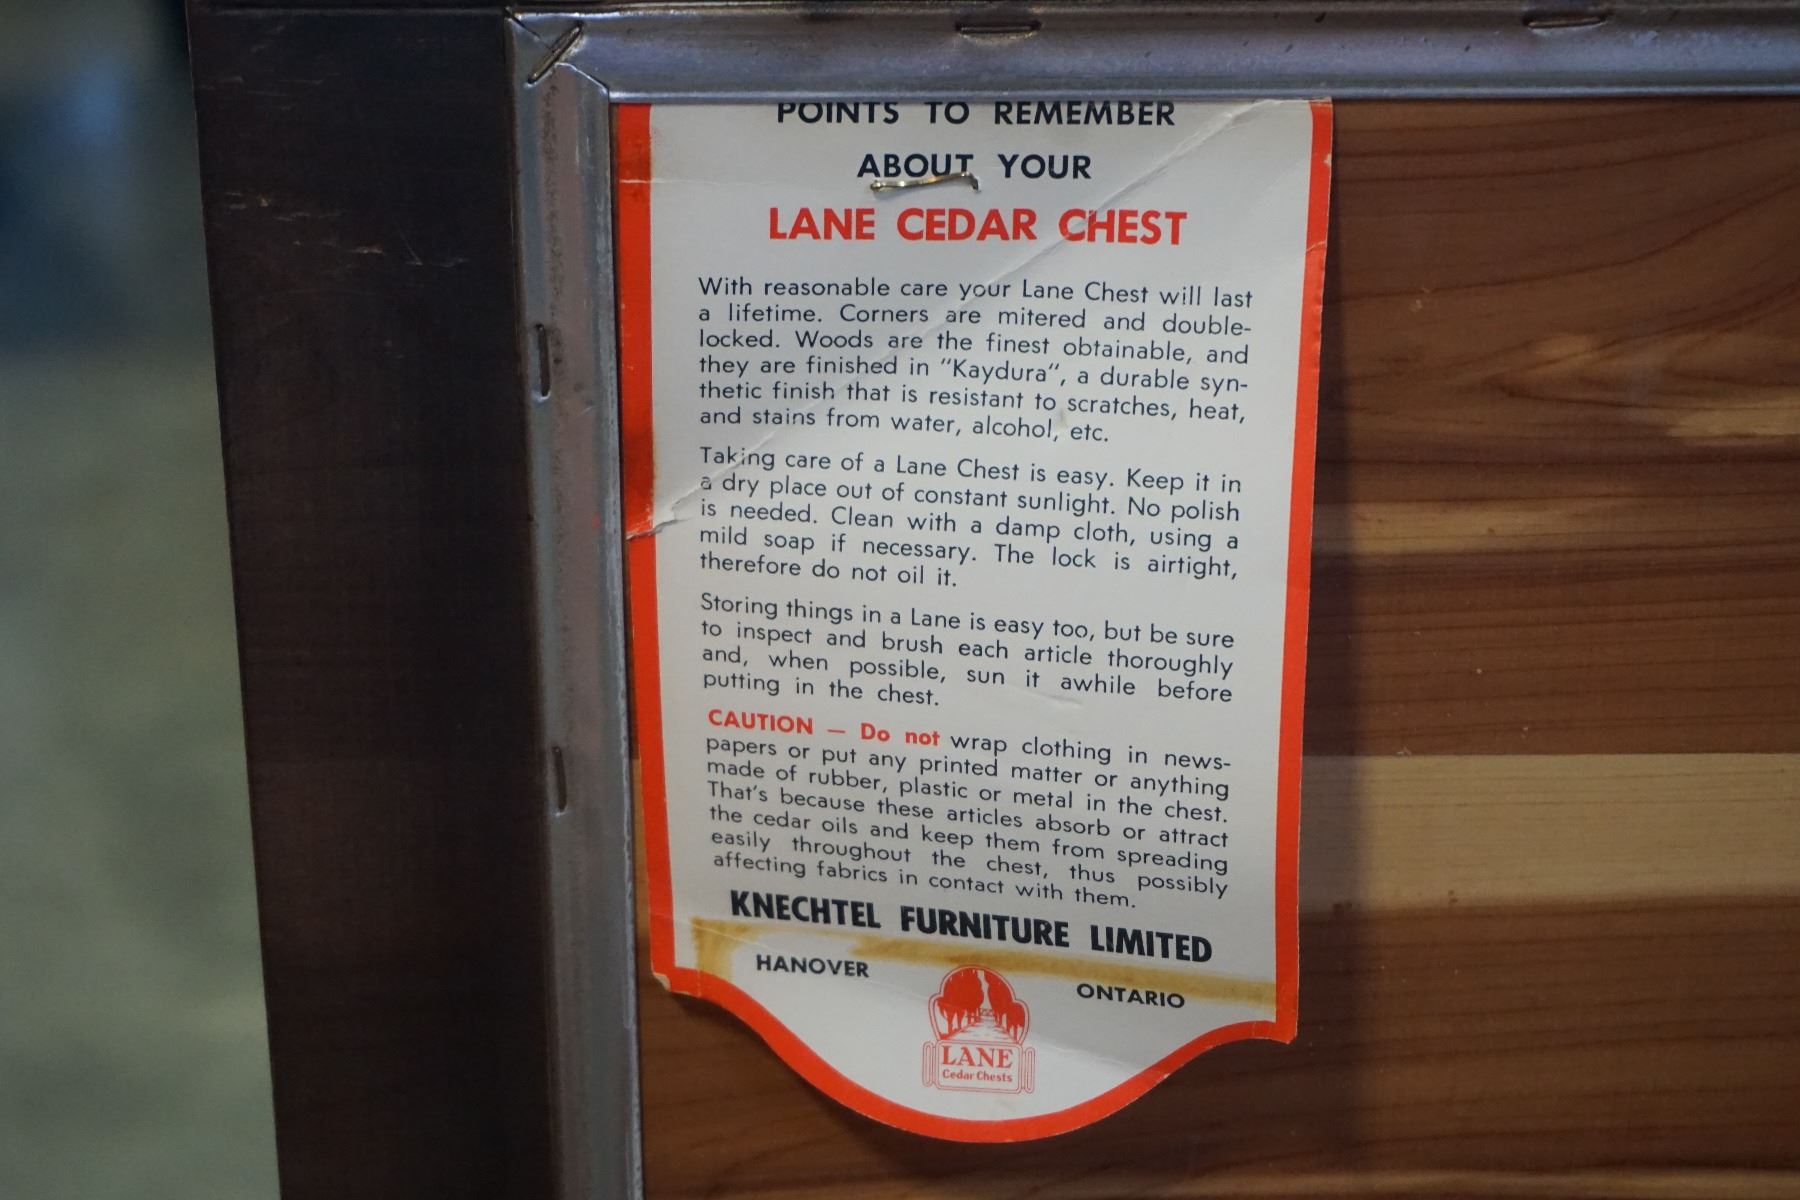 POINTS TO REMEMBER
ABOUT YOUR
LANE CEDAR CHEST
With reasonable care your Lane Chest will last
a lifetime. Corners are mitered and double-
locked. Woods are the finest obtainable, and
they are finished in "Kaydura", a durable syn-
thetic finish that is resistant to scratches, heat,
and stains from water, alcohol, etc.
Taking care of a Lane Chest is easy. Keep it in
a dry place out of constant sunlight. No polish
is needed. Clean with a damp cloth, using a
mild soap if necessary. The lock is airtight,
therefore do not oil it.
Storing things in a Lane is easy too, but be sure
to inspect and brush each article thoroughly
and, when possible, sun it awhile before
putting in the chest.
CAUTION — Do not wrap clothing in news-
papers or put any printed matter or anything
made of rubber, plastic or metal in the chest.
That's because these articles absorb or attract
the cedar oils and keep them from spreading
easily throughout the chest, thus possibly
affecting fabrics in contact with them.
KNECHTEL FURNITURE LIMITED
HANOVER ONTARIO
LANE
Cedar Chests